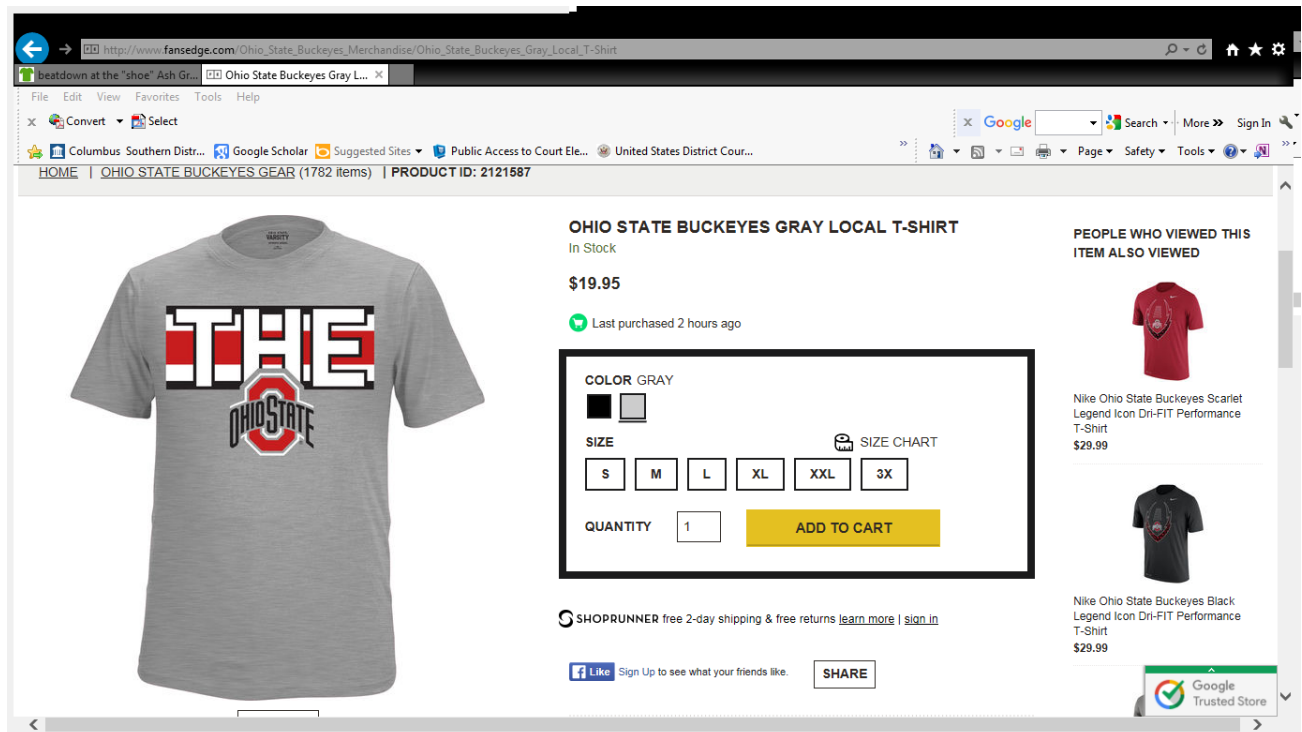 http://www.fansedge.com/Ohio_State_Buckeyes_Merchandise/Ohio_State_Buckeyes_Gray_Local_T-Shirt
beatdown at the "shoe" Ash Gr... Ohio State Buckeyes Gray L... ×
File Edit View Favorites Tools Help
x Convert Select x Google Search More » Sign In
Columbus Southern Distr... Google Scholar Suggested Sites Public Access to Court Ele... United States District Cour... » Page Safety Tools »
HOME | OHIO STATE BUCKEYES GEAR (1782 items) | PRODUCT ID: 2121587
VARSITY
THE
OHIO STATE
OHIO STATE BUCKEYES GRAY LOCAL T-SHIRT
In Stock
$19.95
Last purchased 2 hours ago
COLOR GRAY
SIZE SIZE CHART
S M L XL XXL 3X
QUANTITY 1 ADD TO CART
SHOPRUNNER free 2-day shipping & free returns learn more | sign in
f Like Sign Up to see what your friends like. SHARE
PEOPLE WHO VIEWED THIS
ITEM ALSO VIEWED
Nike Ohio State Buckeyes Scarlet
Legend Icon Dri-FIT Performance
T-Shirt
$29.99
Nike Ohio State Buckeyes Black
Legend Icon Dri-FIT Performance
T-Shirt
$29.99
Google
Trusted Store